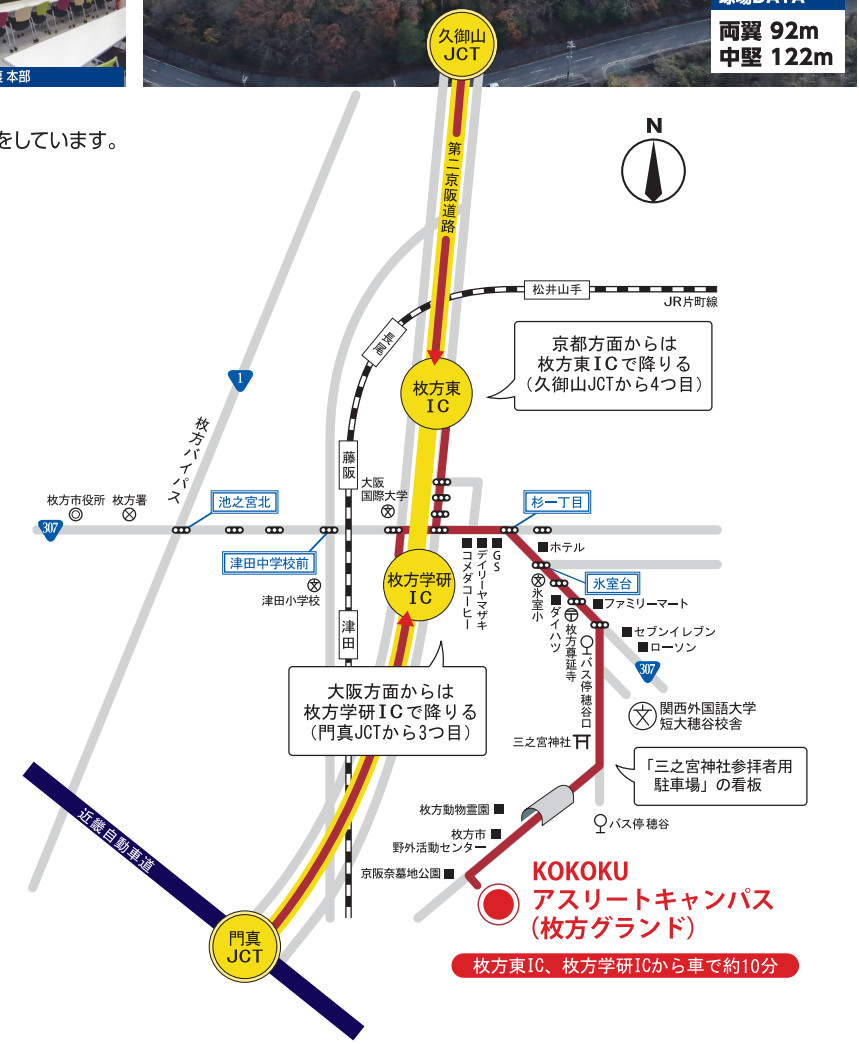 本部
球場DATA
両翼 92m
中堅 122m
をしています。
久御山
JCT
N
第二京阪道路
松井山手
JR片町線
長尾
京都方面からは
枚方東ICで降りる
(久御山JCTから4つ目)
1
枚方東
IC
枚方バイパス
藤阪
大阪
国際大学
枚方市役所
枚方署
池之宮北
杉一丁目
307
津田中学校前
ホテル
GS
デイリーヤマザキ
コメダコーヒー
枚方学研
IC
氷室台
津田小学校
氷室小
ファミリーマート
ダイハツ
枚方尊延寺
津田
セブンイレブン
ローソン
バス停穂谷口
307
大阪方面からは
枚方学研ICで降りる
(門真JCTから3つ目)
関西外国語大学
短大穂谷校舎
三之宮神社
「三之宮神社参拝者用
駐車場」の看板
近畿自動車道
枚方動物霊園
枚方市
野外活動センター
バス停 穂谷
京阪奈墓地公園
KOKOKU
アスリートキャンパス
(枚方グランド)
門真
JCT
枚方東IC、枚方学研ICから車で約10分